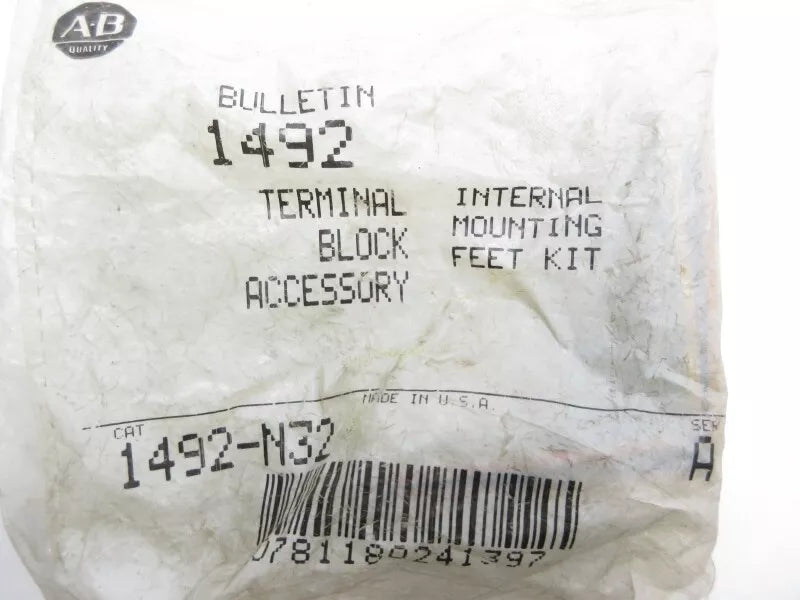 A-B
QUALITY
BULLETIN
1492
TERMINAL
BLOCK
ACCESSORY
INTERNAL
MOUNTING
FEET KIT
MADE IN U.S.A.
CAT
1492-N32
SER
A